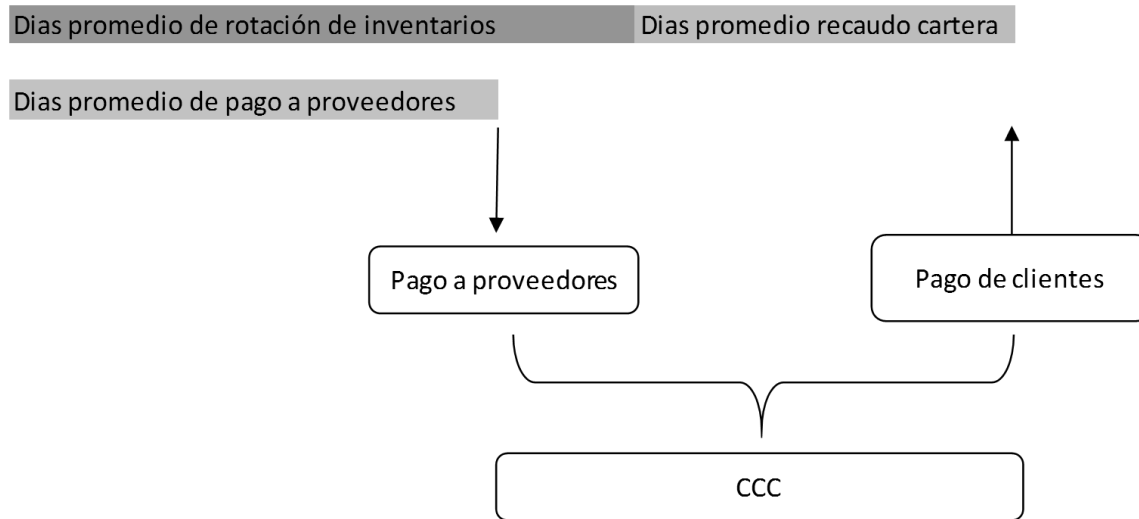 Dias promedio de rotación de inventarios
Dias promedio recaudo cartera
Dias promedio de pago a proveedores
Pago a proveedores
Pago de clientes
CCC